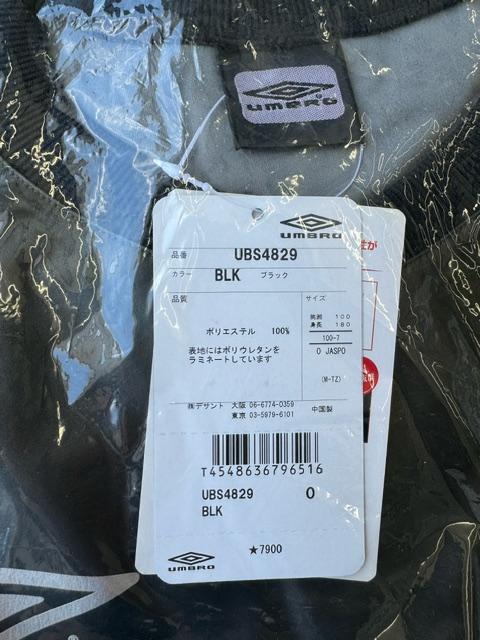 UMBRO
UMBRO
品番 UBS4829
カラー BLK ブラック
品質
サイズ
ポリエステル 100%
表地にはポリウレタンを
ラミネートしています
胸囲 100
身長 180
100-7
O JASPO
(M-TZ)
㈱デサント 大阪 06-6774-0359
東京 03-5979-6101
中国製
T4548636796516
UBS4829 O
BLK
★7900
UMBRO
が